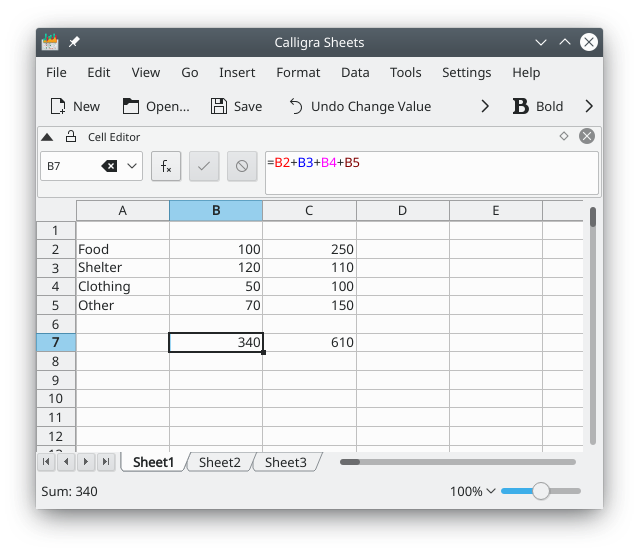 Calligra Sheets
File Edit View Go Insert Format Data Tools Settings Help
New Open... Save Undo Change Value Bold
Cell Editor
B7 =B2+B3+B4+B5
A B C D E
1
2 Food 100 250
3 Shelter 120 110
4 Clothing 50 100
5 Other 70 150
6
7 340 610
8
9
10
11
12
Sheet1 Sheet2 Sheet3
Sum: 340 100%